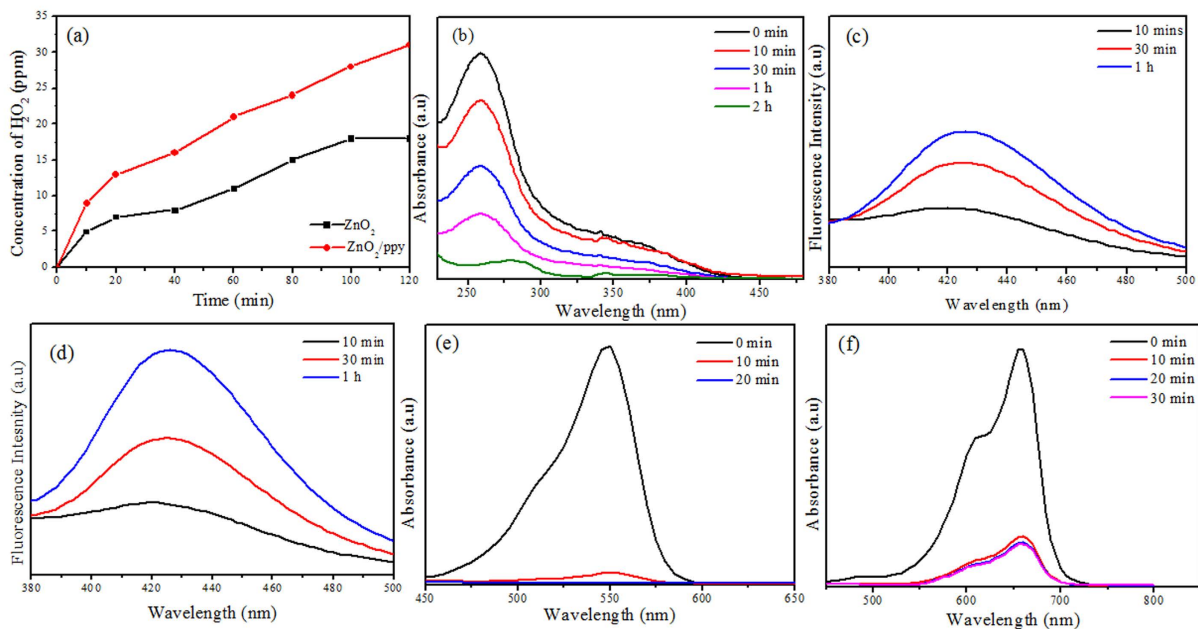 (a)
Concentration of HO2 (ppm)
35
30
25
20
15
10
5
0
ZnO2
ZnO2/ppy
0 20 40 60 80 100 120
Time (min)
(b)
Absorbance (a.u)
0 min
10 min
30 min
1 h
2 h
250 300 350 400 450
Wavelength (nm)
(c)
Fluorescence Intensity (a.u)
10 mins
30 min
1 h
380 400 420 440 460 480 500
Wavelength (nm)
(d)
Fluorescence Intesnity (a.u)
10 min
30 min
1 h
380 400 420 440 460 480 500
Wavelength (nm)
(e)
Absorbance (a.u)
0 min
10 min
20 min
450 500 550 600 650
Wavelength (nm)
(f)
Absorbance (a.u)
0 min
10 min
20 min
30 min
500 600 700 800
Wavelength (nm)